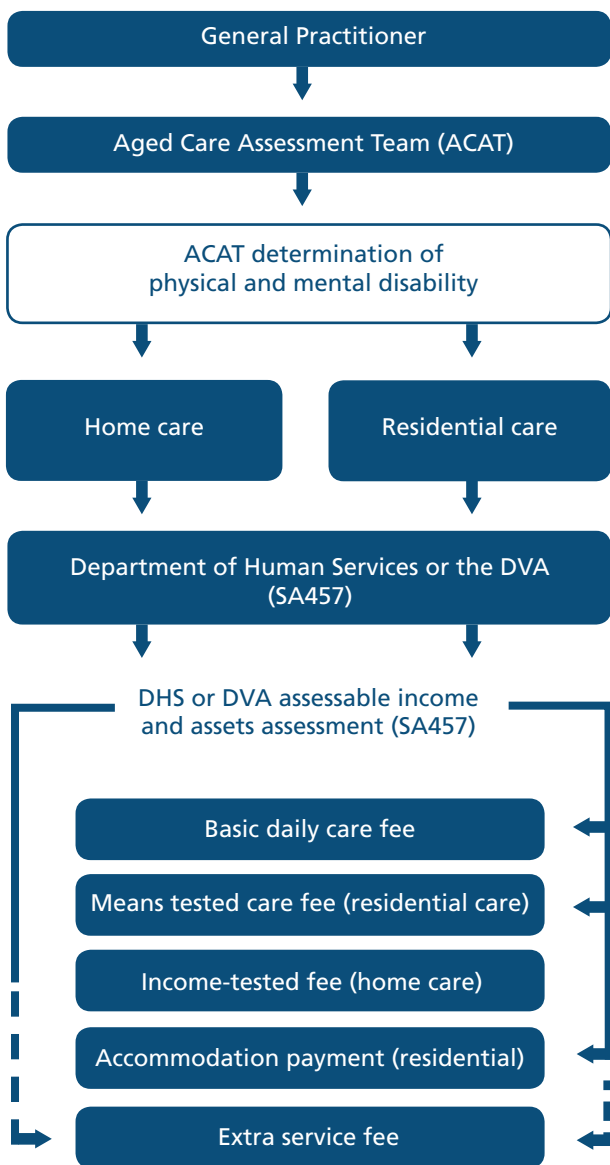 General Practitioner
Aged Care Assessment Team (ACAT)
ACAT determination of
physical and mental disability
Home care
Residential care
Department of Human Services or the DVA
(SA457)
DHS or DVA assessable income
and assets assessment (SA457)
Basic daily care fee
Means tested care fee (residential care)
Income-tested fee (home care)
Accommodation payment (residential)
Extra service fee